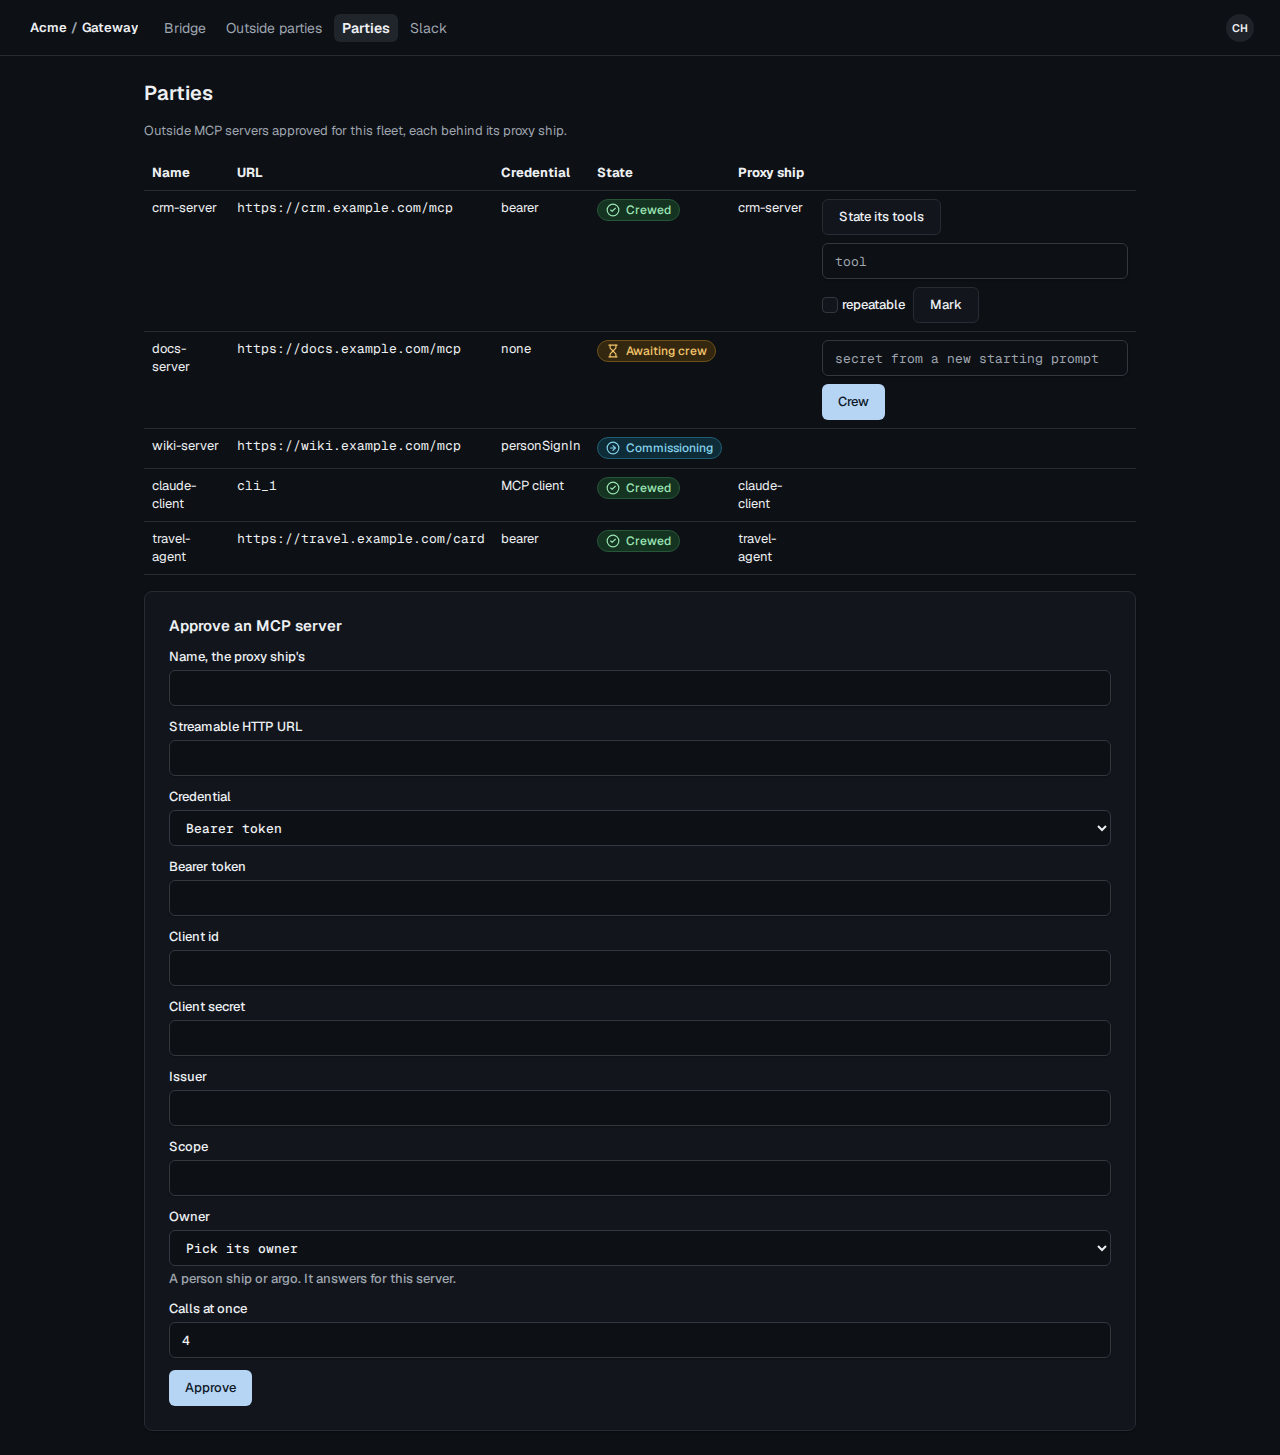 Acme / Gateway Bridge Outside parties Parties Slack CH
Parties
Outside MCP servers approved for this fleet, each behind its proxy ship.
Name URL Credential State Proxy ship
crm-server https://crm.example.com/mcp bearer Crewed crm-server State its tools
tool
repeatable Mark
docs-server https://docs.example.com/mcp none Awaiting crew secret from a new starting prompt
Crew
wiki-server https://wiki.example.com/mcp personSignIn Commissioning
claude-client cli_1 MCP client Crewed claude-client
travel-agent https://travel.example.com/card bearer Crewed travel-agent
Approve an MCP server
Name, the proxy ship's
Streamable HTTP URL
Credential
Bearer token
Bearer token
Client id
Client secret
Issuer
Scope
Owner
Pick its owner
A person ship or argo. It answers for this server.
Calls at once
4
Approve